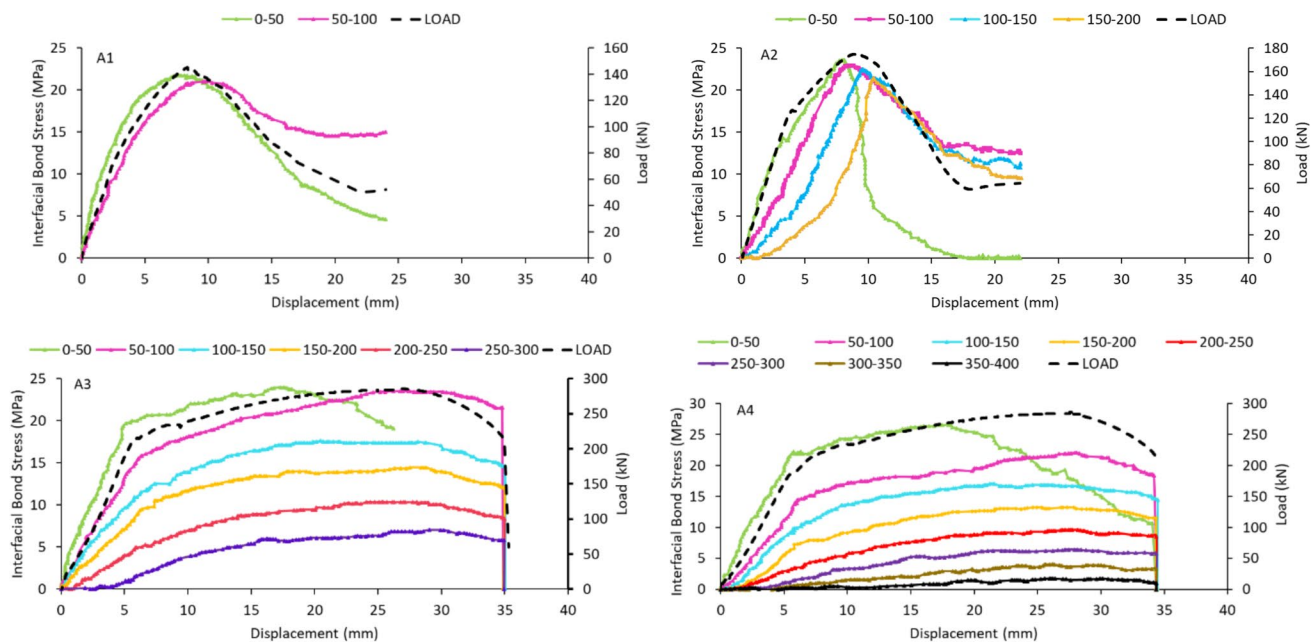 0-50 50-100 LOAD
A1
Interfacial Bond Stress (MPa)
25
20
15
10
5
0
160
140
120
100
80
60
40
20
0
Load (kN)
0 5 10 15 20 25 30 35 40
Displacement (mm)
0-50 50-100 100-150 150-200 LOAD
A2
Interfacial Bond Stress (MPa)
25
20
15
10
5
0
180
160
140
120
100
80
60
40
20
0
Load (kN)
0 5 10 15 20 25 30 35 40
Displacement (mm)
0-50 50-100 100-150 150-200 200-250 250-300 LOAD
A3
Interfacial Bond Stress (MPa)
25
20
15
10
5
0
300
250
200
150
100
50
0
Load (kN)
0 5 10 15 20 25 30 35 40
Displacement (mm)
0-50 50-100 100-150 150-200 200-250
250-300 300-350 350-400 LOAD
A4
Interfacial Bond Stress (MPa)
30
25
20
15
10
5
0
300
250
200
150
100
50
0
Load (kN)
0 5 10 15 20 25 30 35 40
Displacement (mm)